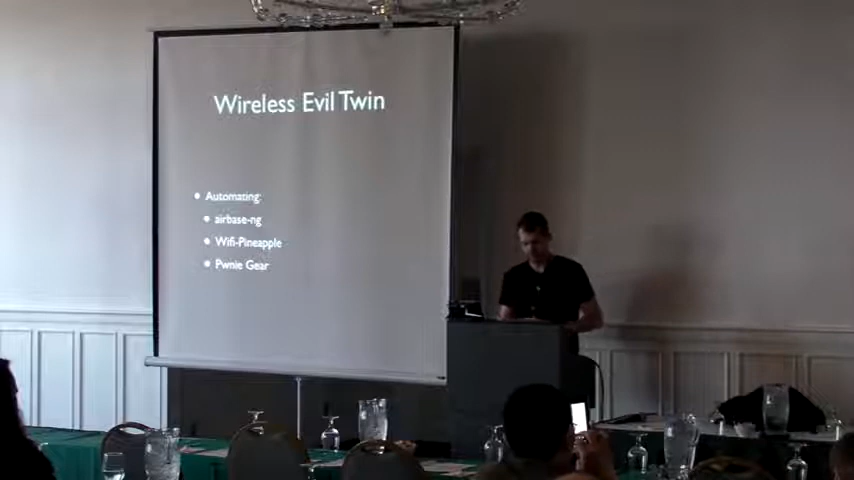 Wireless Evil Twin
Automating:
airbase-ng
Wifi-Pineapple
Pwnie Gear